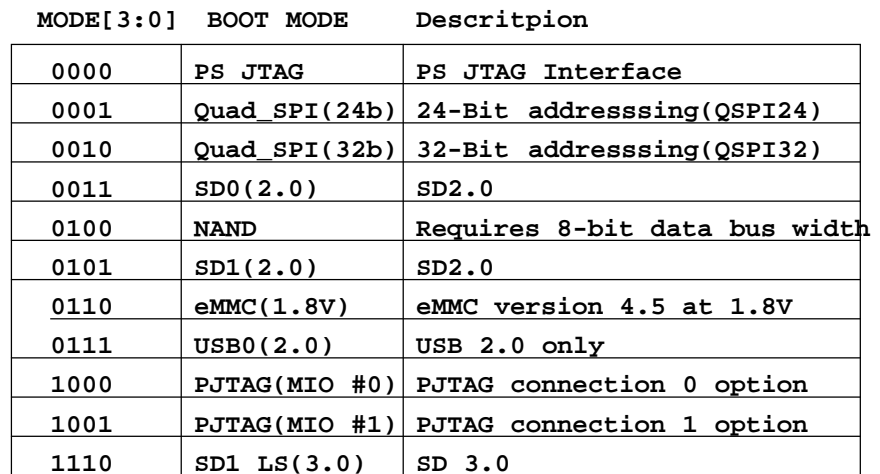 MODE[3:0] BOOT MODE Descritpion
0000 PS JTAG PS JTAG Interface
0001 Quad_SPI(24b) 24-Bit addresssing(QSPI24)
0010 Quad_SPI(32b) 32-Bit addresssing(QSPI32)
0011 SD0(2.0) SD2.0
0100 NAND Requires 8-bit data bus width
0101 SD1(2.0) SD2.0
0110 eMMC(1.8V) eMMC version 4.5 at 1.8V
0111 USB0(2.0) USB 2.0 only
1000 PJTAG(MIO #0) PJTAG connection 0 option
1001 PJTAG(MIO #1) PJTAG connection 1 option
1110 SD1 LS(3.0) SD 3.0